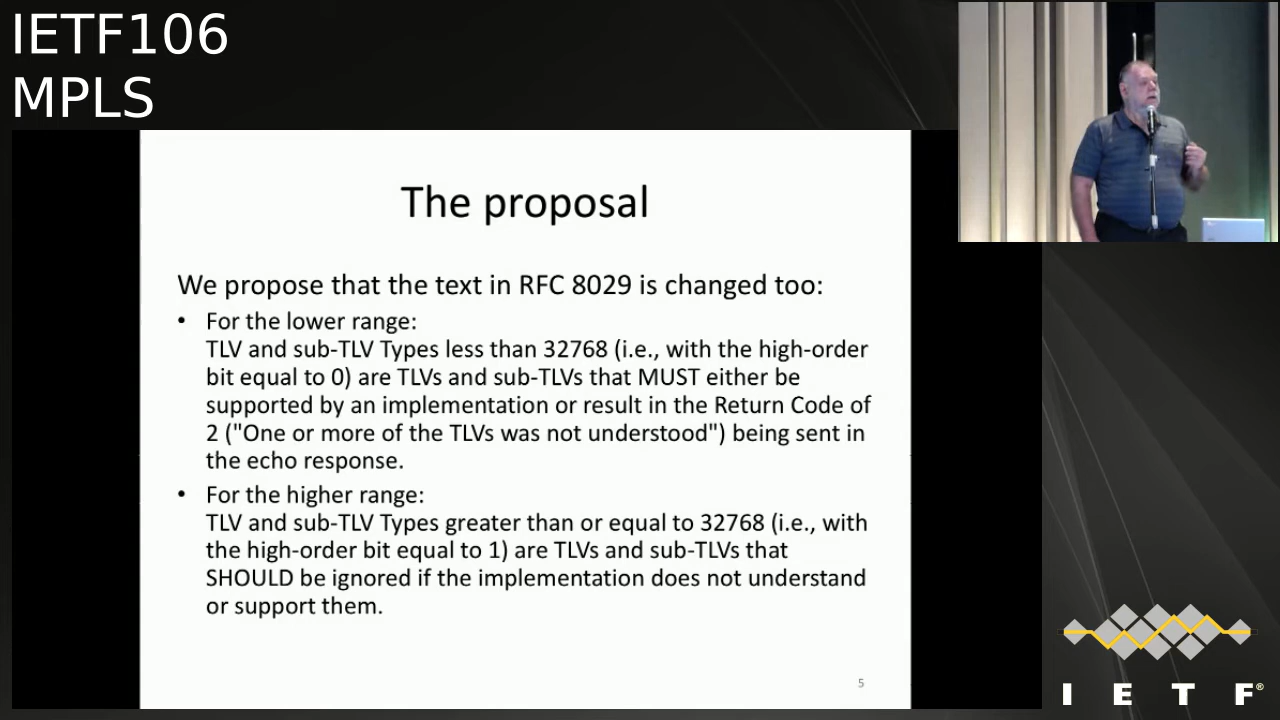 IETF106
MPLS
The proposal
We propose that the text in RFC 8029 is changed too:
• For the lower range:
TLV and sub-TLV Types less than 32768 (i.e., with the high-order
bit equal to 0) are TLVs and sub-TLVs that MUST either be
supported by an implementation or result in the Return Code of
2 ("One or more of the TLVs was not understood") being sent in
the echo response.
• For the higher range:
TLV and sub-TLV Types greater than or equal to 32768 (i.e., with
the high-order bit equal to 1) are TLVs and sub-TLVs that
SHOULD be ignored if the implementation does not understand
or support them.
5
I E T F®